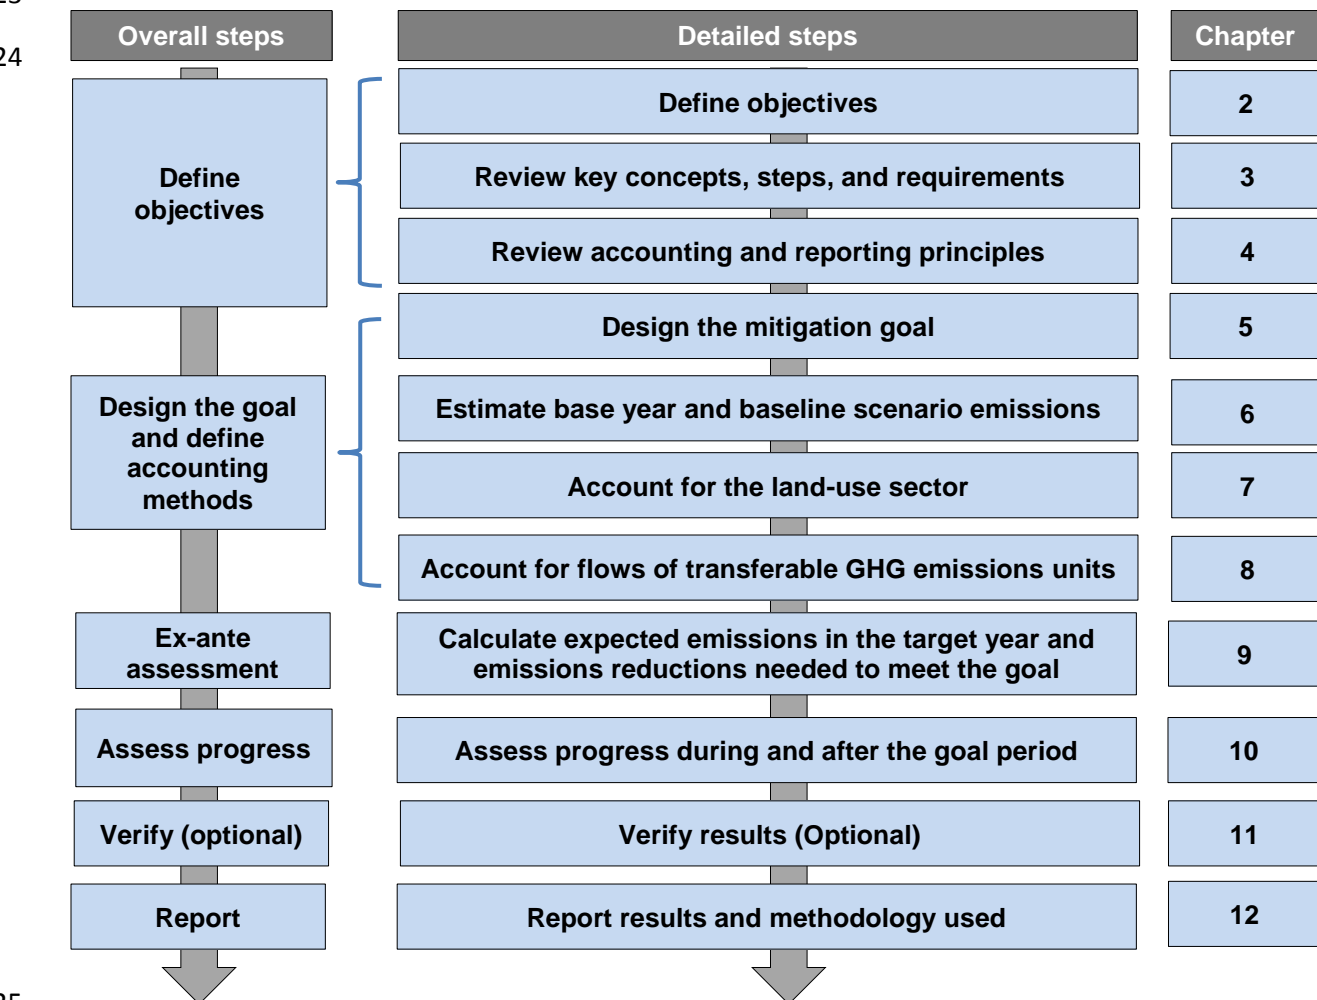 Overall steps
Detailed steps
Chapter
24
Define
objectives
Define objectives
2
Review key concepts, steps, and requirements
3
Review accounting and reporting principles
4
Design the goal
and define
accounting
methods
Design the mitigation goal
5
Estimate base year and baseline scenario emissions
6
Account for the land-use sector
7
Account for flows of transferable GHG emissions units
8
Ex-ante
assessment
Calculate expected emissions in the target year and
emissions reductions needed to meet the goal
9
Assess progress
Assess progress during and after the goal period
10
Verify (optional)
Verify results (Optional)
11
Report
Report results and methodology used
12